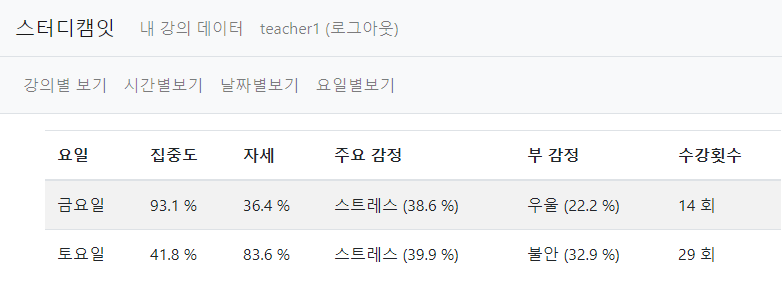 스터디캠잇 내 강의 데이터 teacher1 (로그아웃)
강의별 보기 시간별보기 날짜별보기 요일별보기
요일 집중도 자세 주요 감정 부 감정 수강횟수
금요일 93.1 % 36.4 % 스트레스 (38.6 %) 우울 (22.2 %) 14 회
토요일 41.8 % 83.6 % 스트레스 (39.9 %) 불안 (32.9 %) 29 회